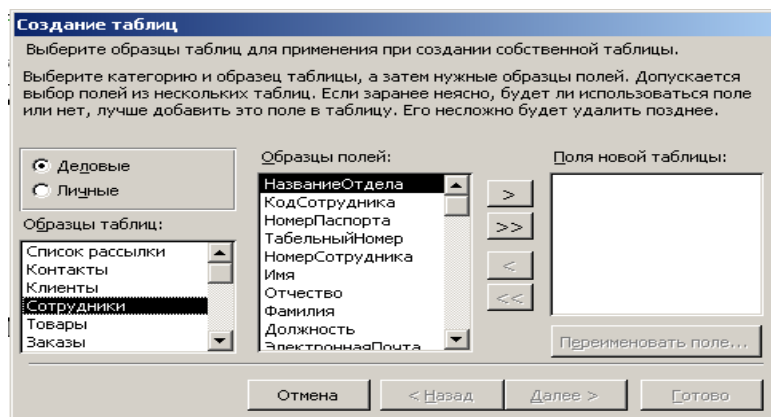 Создание таблиц
Выберите образцы таблиц для применения при создании собственной таблицы.
Выберите категорию и образец таблицы, а затем нужные образцы полей. Допускается
выбор полей из нескольких таблиц. Если заранее неясно, будет ли использоваться поле
или нет, лучше добавить это поле в таблицу. Его несложно будет удалить позднее.
Деловые
Личные
Образцы таблиц:
Список рассылки
Контакты
Клиенты
Сотрудники
Товары
Заказы
Образцы полей:
НазваниеОтдела
КодСотрудника
НомерПаспорта
ТабельныйНомер
НомерСотрудника
Имя
Отчество
Фамилия
Должность
ЭлектроннаяПочта
>
>>
<
<<
Поля новой таблицы:
Переименовать поле...
Отмена
< Назад
Далее >
Готово